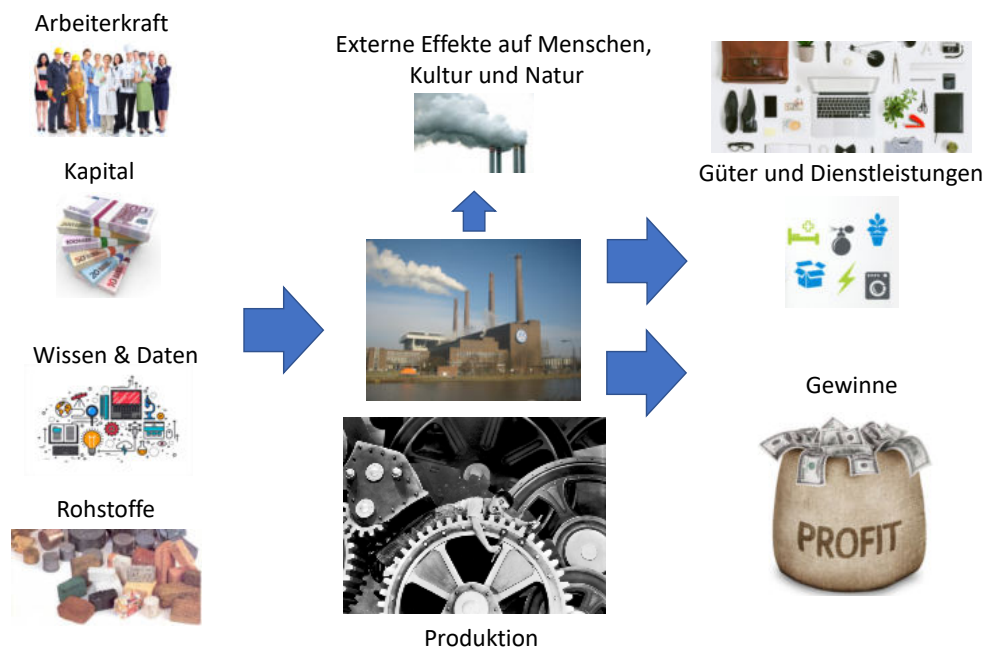 Arbeiterkraft
Kapital
Wissen & Daten
Rohstoffe
Externe Effekte auf Menschen,
Kultur und Natur
Produktion
Güter und Dienstleistungen
Gewinne
PROFIT